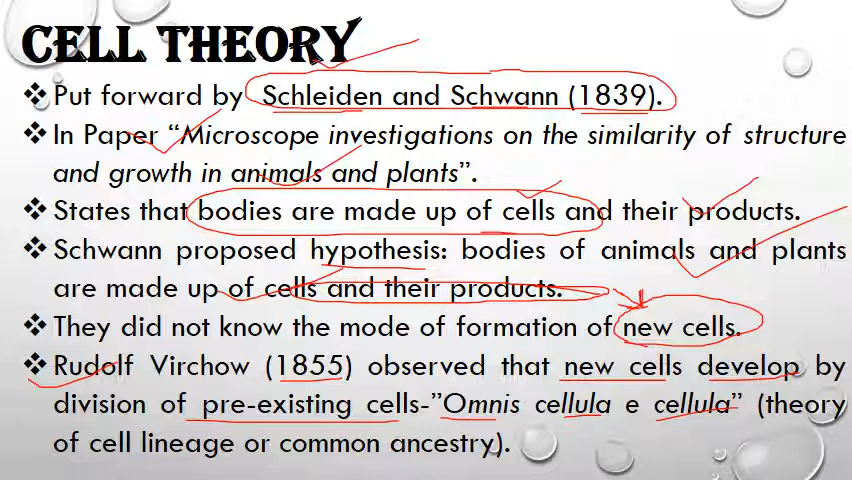 CELL THEORY
❖ Put forward by Schleiden and Schwann (1839).
❖ In Paper “Microscope investigations on the similarity of structure
and growth in animals and plants”.
❖ States that bodies are made up of cells and their products.
❖ Schwann proposed hypothesis: bodies of animals and plants
are made up of cells and their products.
❖ They did not know the mode of formation of new cells.
❖ Rudolf Virchow (1855) observed that new cells develop by
division of pre-existing cells-”Omnis cellula e cellula” (theory
of cell lineage or common ancestry).